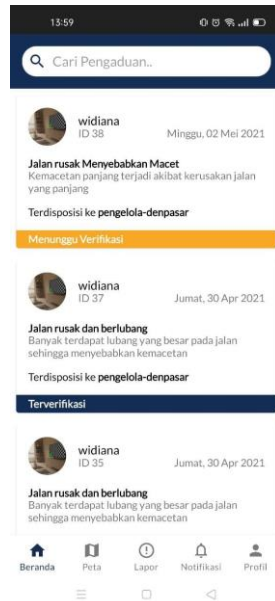 13:59
Cari Pengaduan..
widiana
ID 38
Minggu, 02 Mei 2021
Jalan rusak Menyebabkan Macet
Kemacetan panjang terjadi akibat kerusakan jalan
yang panjang
Terdisposisi ke pengelola-denpasar
Menunggu Verifikasi
widiana
ID 37
Jumat, 30 Apr 2021
Jalan rusak dan berlubang
Banyak terdapat lubang yang besar pada jalan
sehingga menyebabkan kemacetan
Terdisposisi ke pengelola-denpasar
Terverifikasi
widiana
ID 35
Jumat, 30 Apr 2021
Jalan rusak dan berlubang
Banyak terdapat lubang yang besar pada jalan
sehingga menyebabkan kemacetan
Beranda Peta Lapor Notifikasi Profil